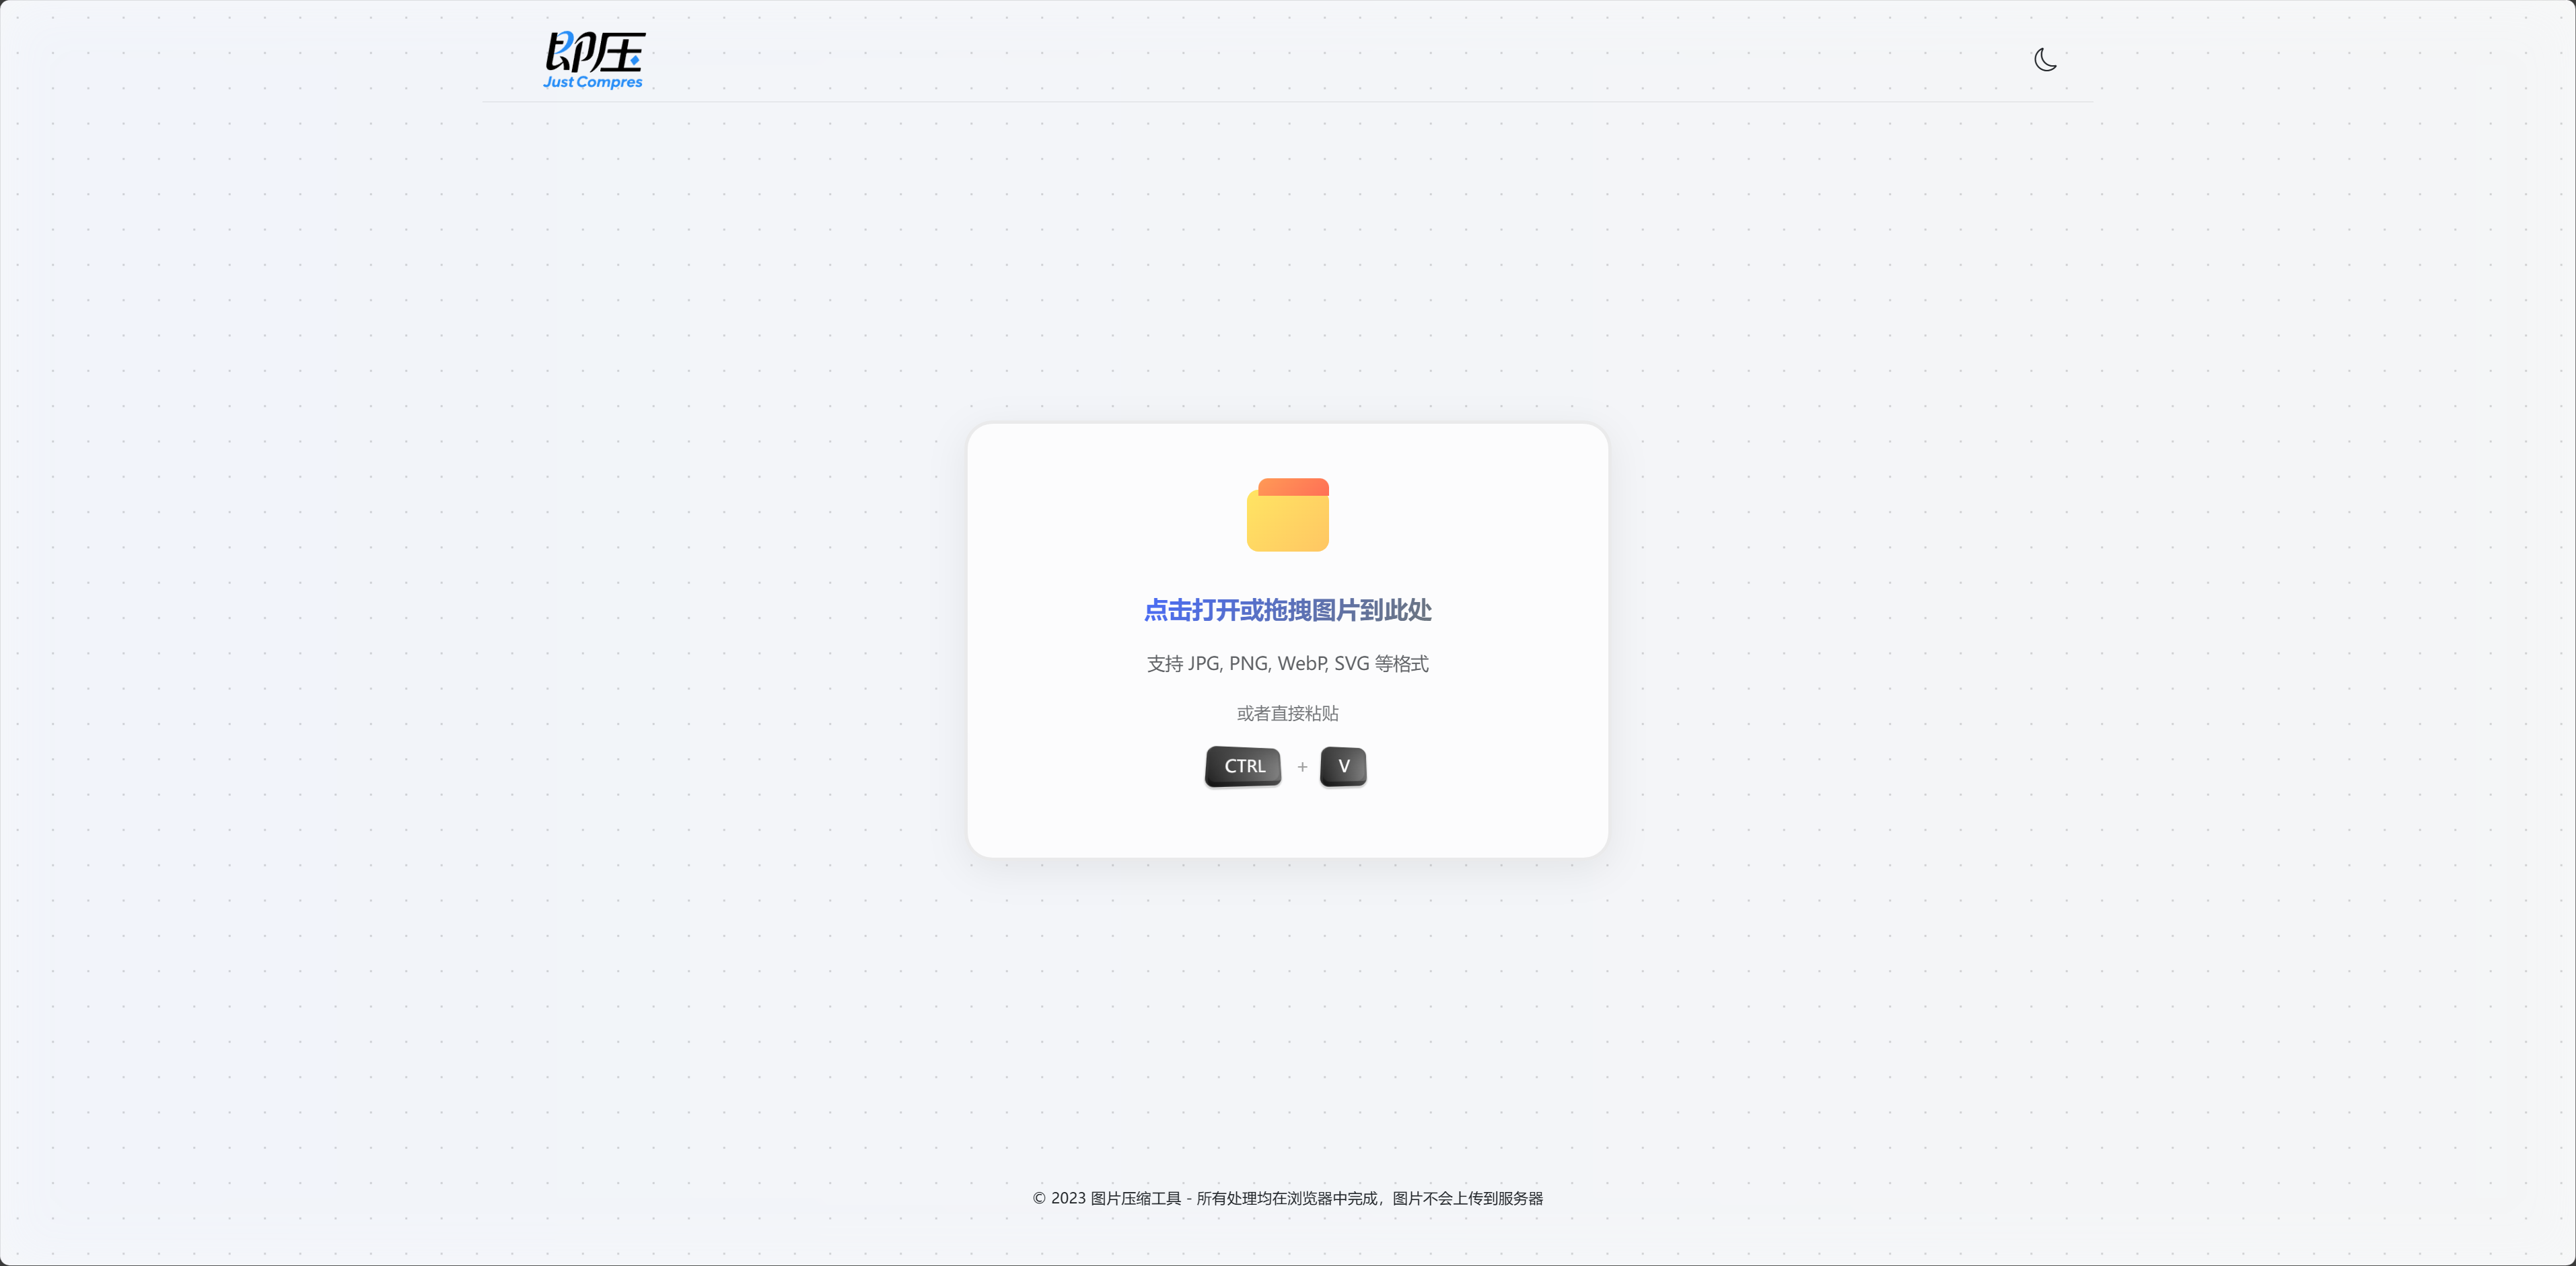 即压
Just Compres
点击打开或拖拽图片到此处
支持 JPG, PNG, WebP, SVG 等格式
或者直接粘贴
CTRL + V
© 2023 图片压缩工具 - 所有处理均在浏览器中完成，图片不会上传到服务器